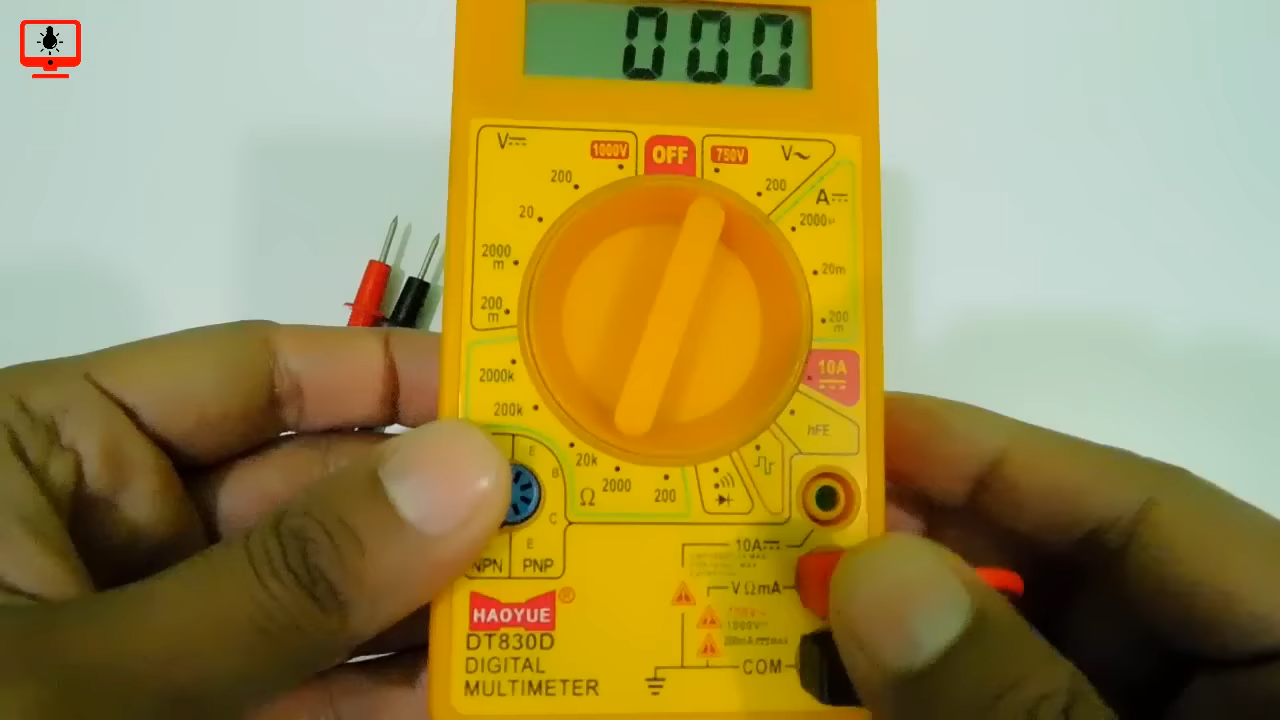 000
V⎓
1000V
OFF
750V
V~
200
200
A⎓
20
2000µ
2000
m
20m
200
m
200
m
2000k
10A
200k
hFE
E
B
20k
2000
200
Ω
C
E
NPN
PNP
10A⎓
VΩmA
HAOYUE®
1000V
DT830D
DIGITAL
COM
MULTIMETER